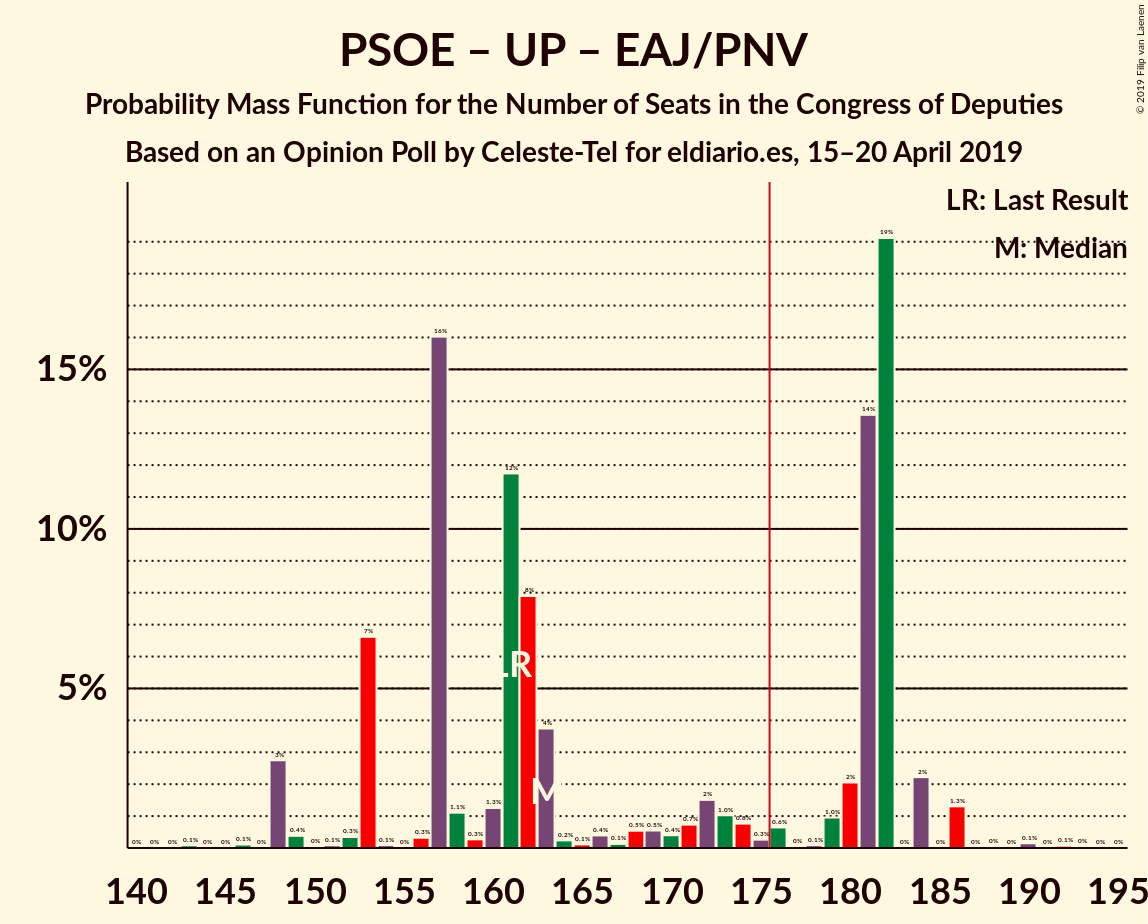 PSOE – UP – EAJ/PNV
Probability Mass Function for the Number of Seats in the Congress of Deputies
Based on an Opinion Poll by Celeste-Tel for eldiario.es, 15–20 April 2019
© 2019 Filip van Laenen
LR: Last Result
M: Median
15%
10%
5%
0% 0% 0% 0.1% 0% 0% 0.1% 0% 3% 0.4% 0% 0.1% 0.3% 7% 0.1% 0% 0.3% 16% 1.1% 0.3% 1.3% 12% 8% 4% 0.2% 0.1% 0.4% 0.1% 0.5% 0.5% 0.4% 0.7% 2% 1.0% 0.8% 0.3% 0.6% 0% 0.1% 1.0% 2% 14% 19% 0% 2% 0% 1.3% 0% 0% 0% 0.1% 0% 0.1% 0% 0% 0%
LR
M
140 145 150 155 160 165 170 175 180 185 190 195